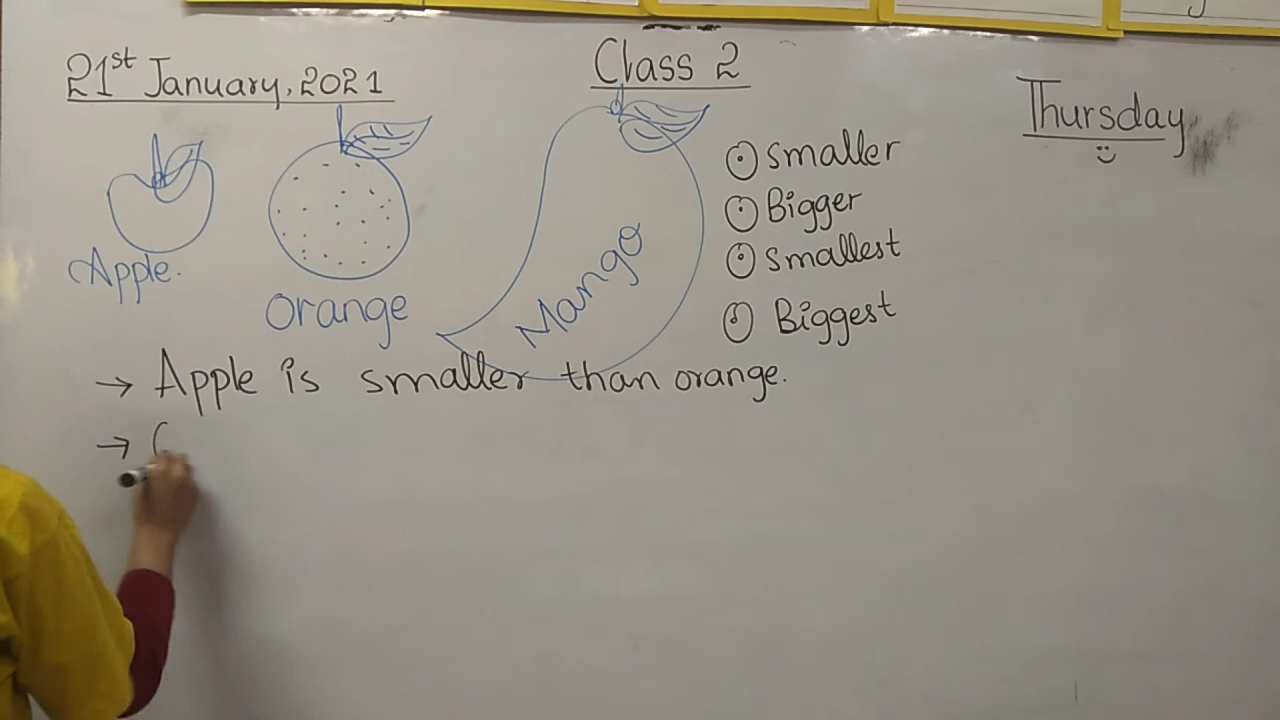 21st January, 2021
Class 2
Thursday
smaller
Bigger
smallest
Biggest
Apple.
Orange
Mango
→ Apple is smaller than orange.
→